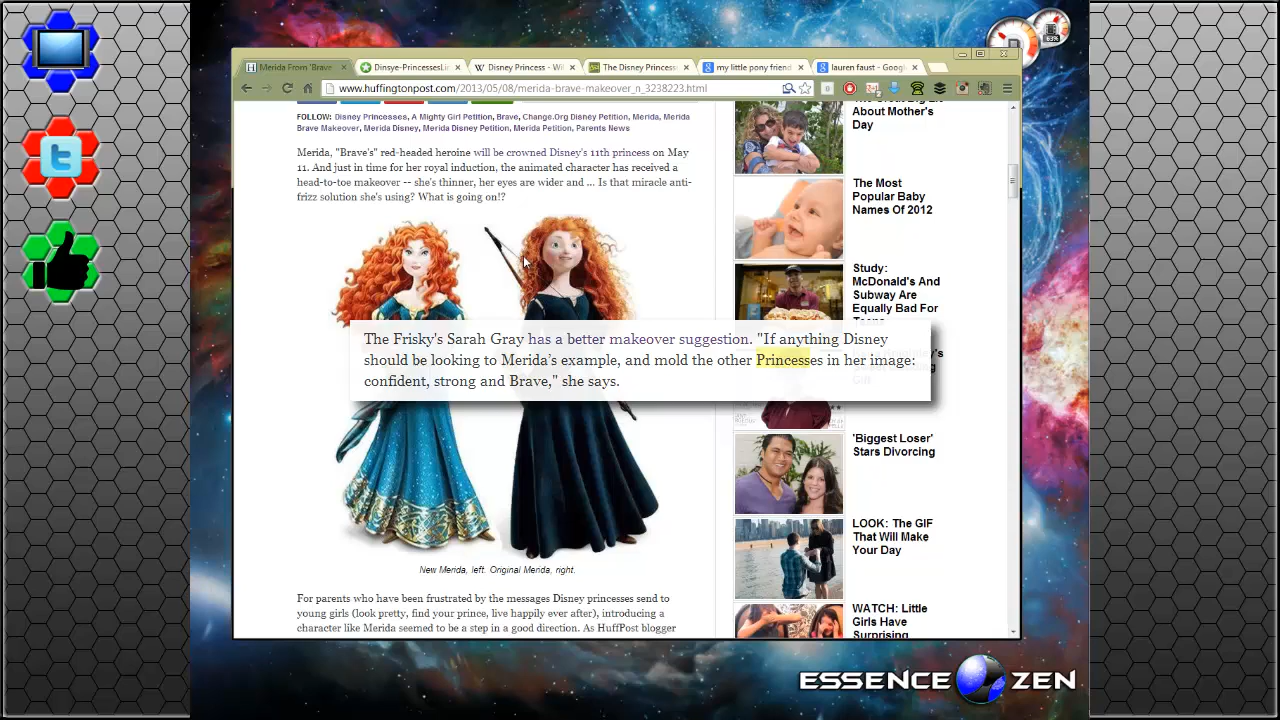 63%
Merida From 'Brave
Dinsye-PrincessesLin
Disney Princess - Wi
The Disney Princess
my little pony friend
lauren faust - Googl
www.huffingtonpost.com/2013/05/08/merida-brave-makeover_n_3238223.html
FOLLOW: Disney Princesses, A Mighty Girl Petition, Brave, Change.Org Disney Petition, Merida, Merida
Brave Makeover, Merida Disney, Merida Disney Petition, Merida Petition, Parents News
Merida, "Brave's" red-headed heroine will be crowned Disney's 11th princess on May
11. And just in time for her royal induction, the animated character has received a
head-to-toe makeover -- she's thinner, her eyes are wider and ... Is that miracle anti-
frizz solution she's using? What is going on!?
The Frisky's Sarah Gray has a better makeover suggestion. "If anything Disney
should be looking to Merida's example, and mold the other Princesses in her image:
confident, strong and Brave," she says.
New Merida, left. Original Merida, right.
For parents who have been frustrated by the messages Disney princesses send to
young girls (look pretty, find your prince, live happily ever after), introducing a
character like Merida seemed to be a step in a good direction. As HuffPost blogger
About Mother's
Day
The Most
Popular Baby
Names Of 2012
Study:
McDonald's And
Subway Are
Equally Bad For
'Biggest Loser'
Stars Divorcing
LOOK: The GIF
That Will Make
Your Day
WATCH: Little
Girls Have
Surprising
ESSENCE ZEN